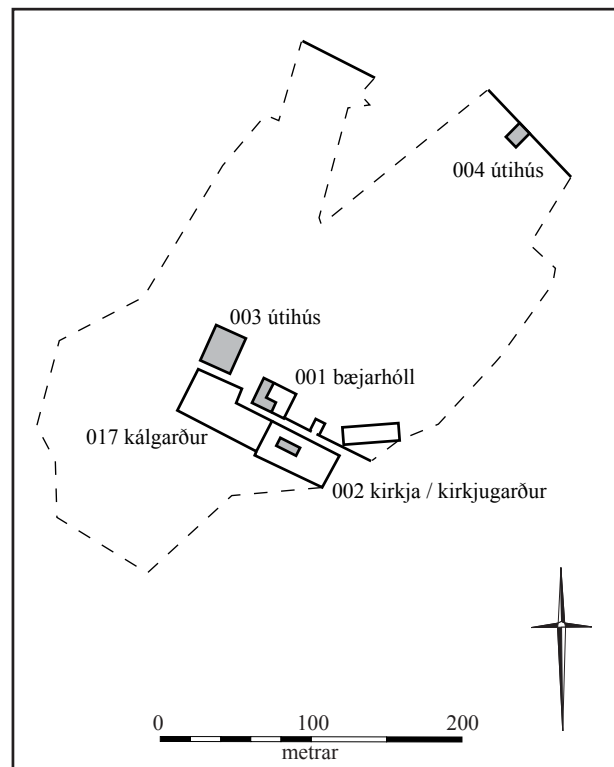 004 útihús
003 útihús
001 bæjarhóll
017 kálgarður
002 kirkja / kirkjugarður
0 100 200
metrar